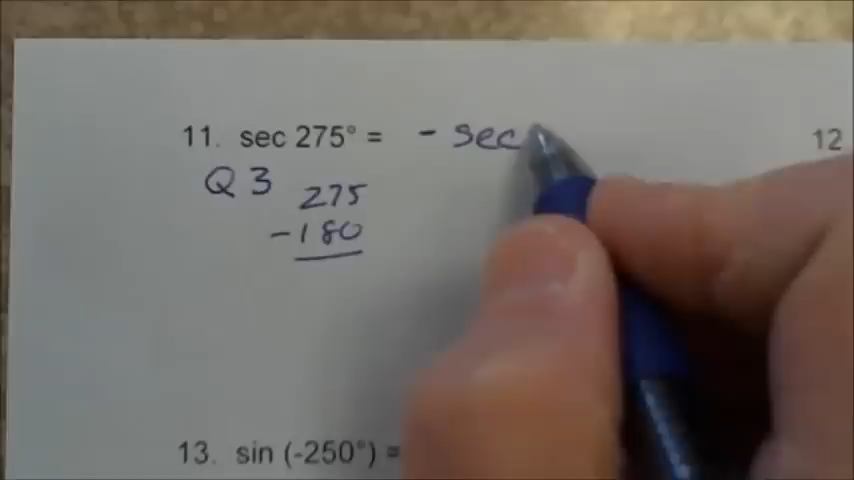 11. sec 275° = - sec
12
Q 3
275
-180
13. sin (-250°) =